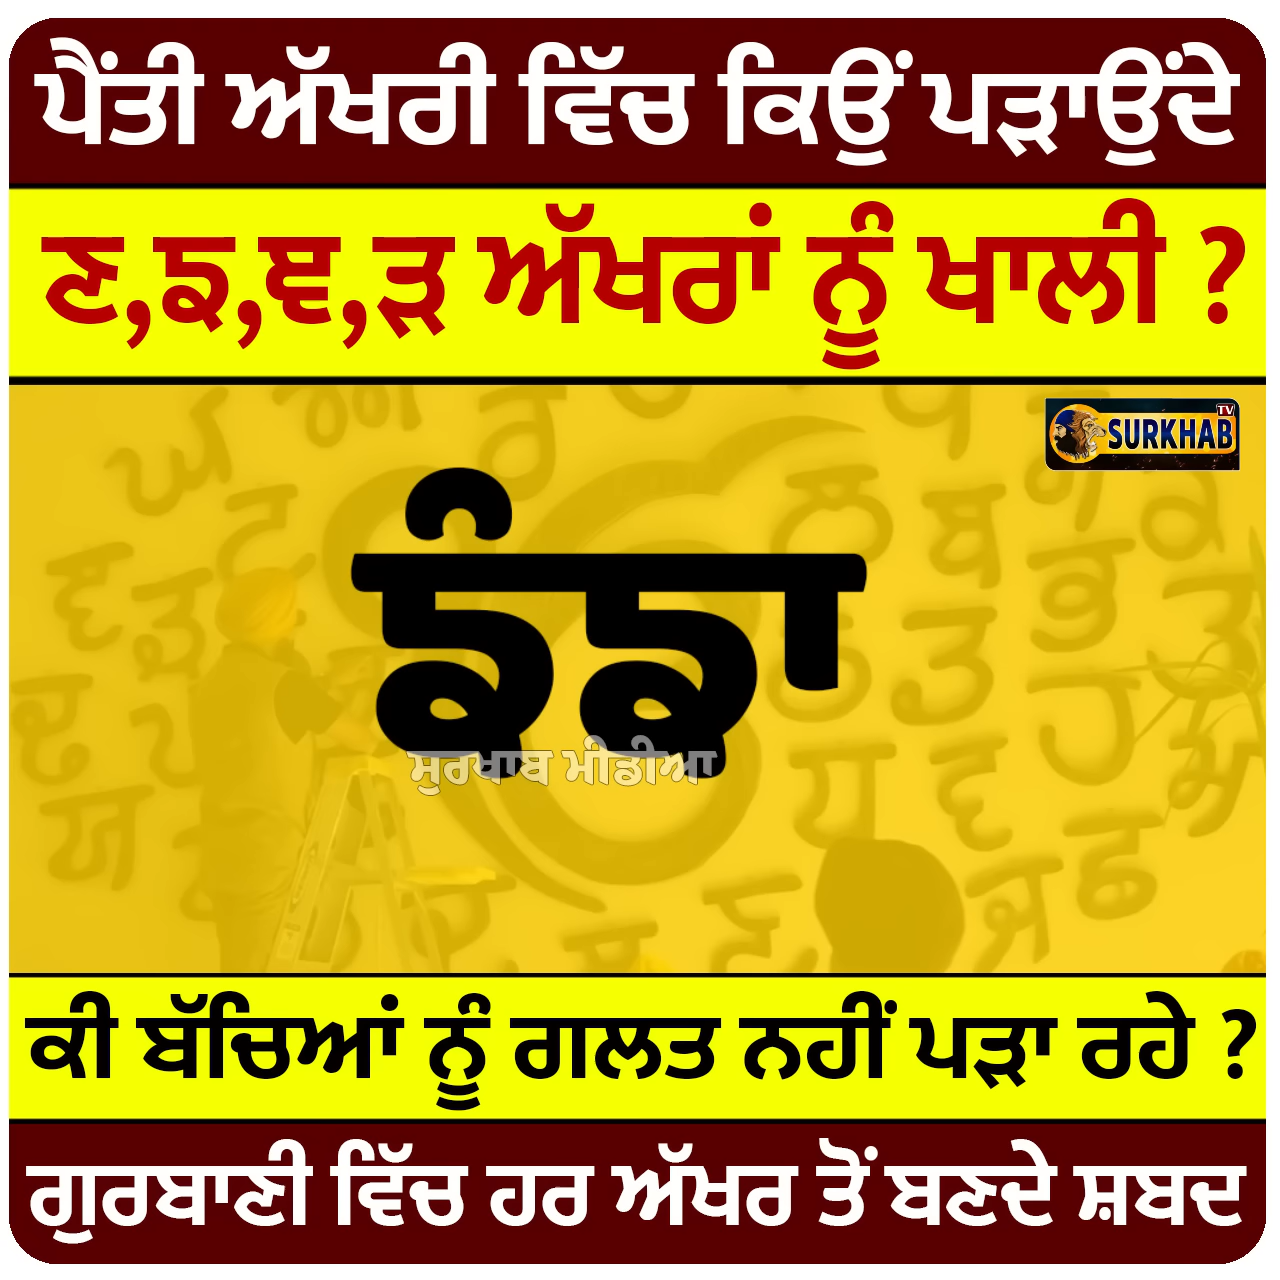 ਪੈਂਤੀ ਅੱਖਰੀ ਵਿੱਚ ਕਿਉਂ ਪੜਾਉਂਦੇ
ਣ,ਙ,ਞ,ੜ ਅੱਖਰਾਂ ਨੂੰ ਖਾਲੀ ?
TV
SURKHAB
ਙੰਙਾ
ਸੁਰਖਾਬ ਮੀਡੀਆ
ਕੀ ਬੱਚਿਆਂ ਨੂੰ ਗਲਤ ਨਹੀਂ ਪੜਾ ਰਹੇ ?
ਗੁਰਬਾਣੀ ਵਿੱਚ ਹਰ ਅੱਖਰ ਤੋਂ ਬਣਦੇ ਸ਼ਬਦ